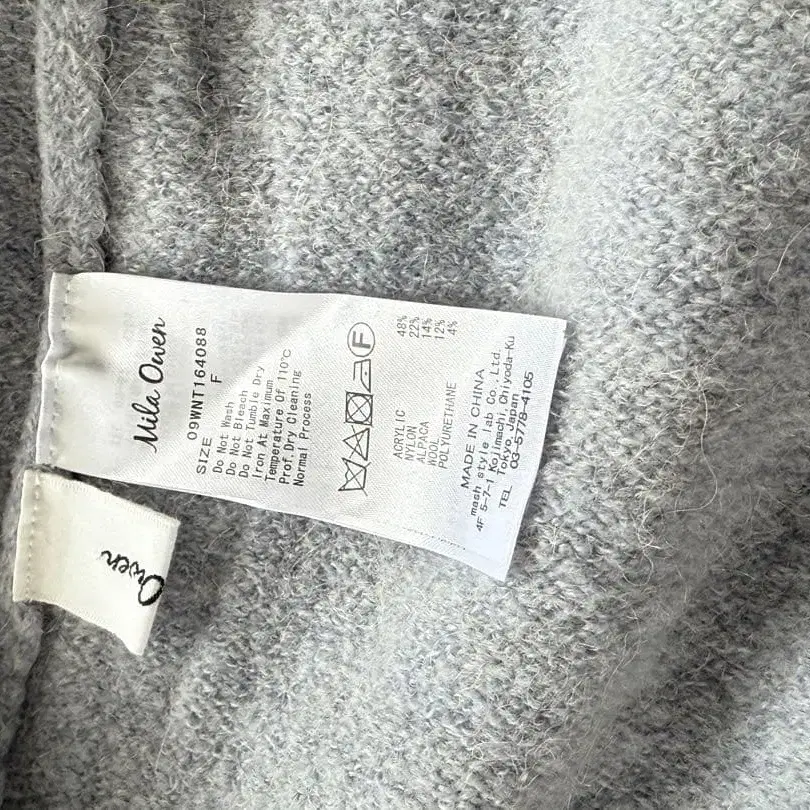 Mila Owen
09WNT164088
SIZE F
Do Not Wash
Do Not Bleach
Do Not Tumble Dry
Iron At Maximum
Temperature Of 110℃
Prof. Dry Cleaning
Normal Process
F
ACRYLIC 48%
NYLON 22%
ALPACA 14%
WOOL 12%
POLYURETHANE 4%
MADE IN CHINA
mash style lab Co., Ltd.
4F 5-7-1 Kojimachi, Chiyoda-Ku
Tokyo, Japan
TEL 03-5778-4105
Owen